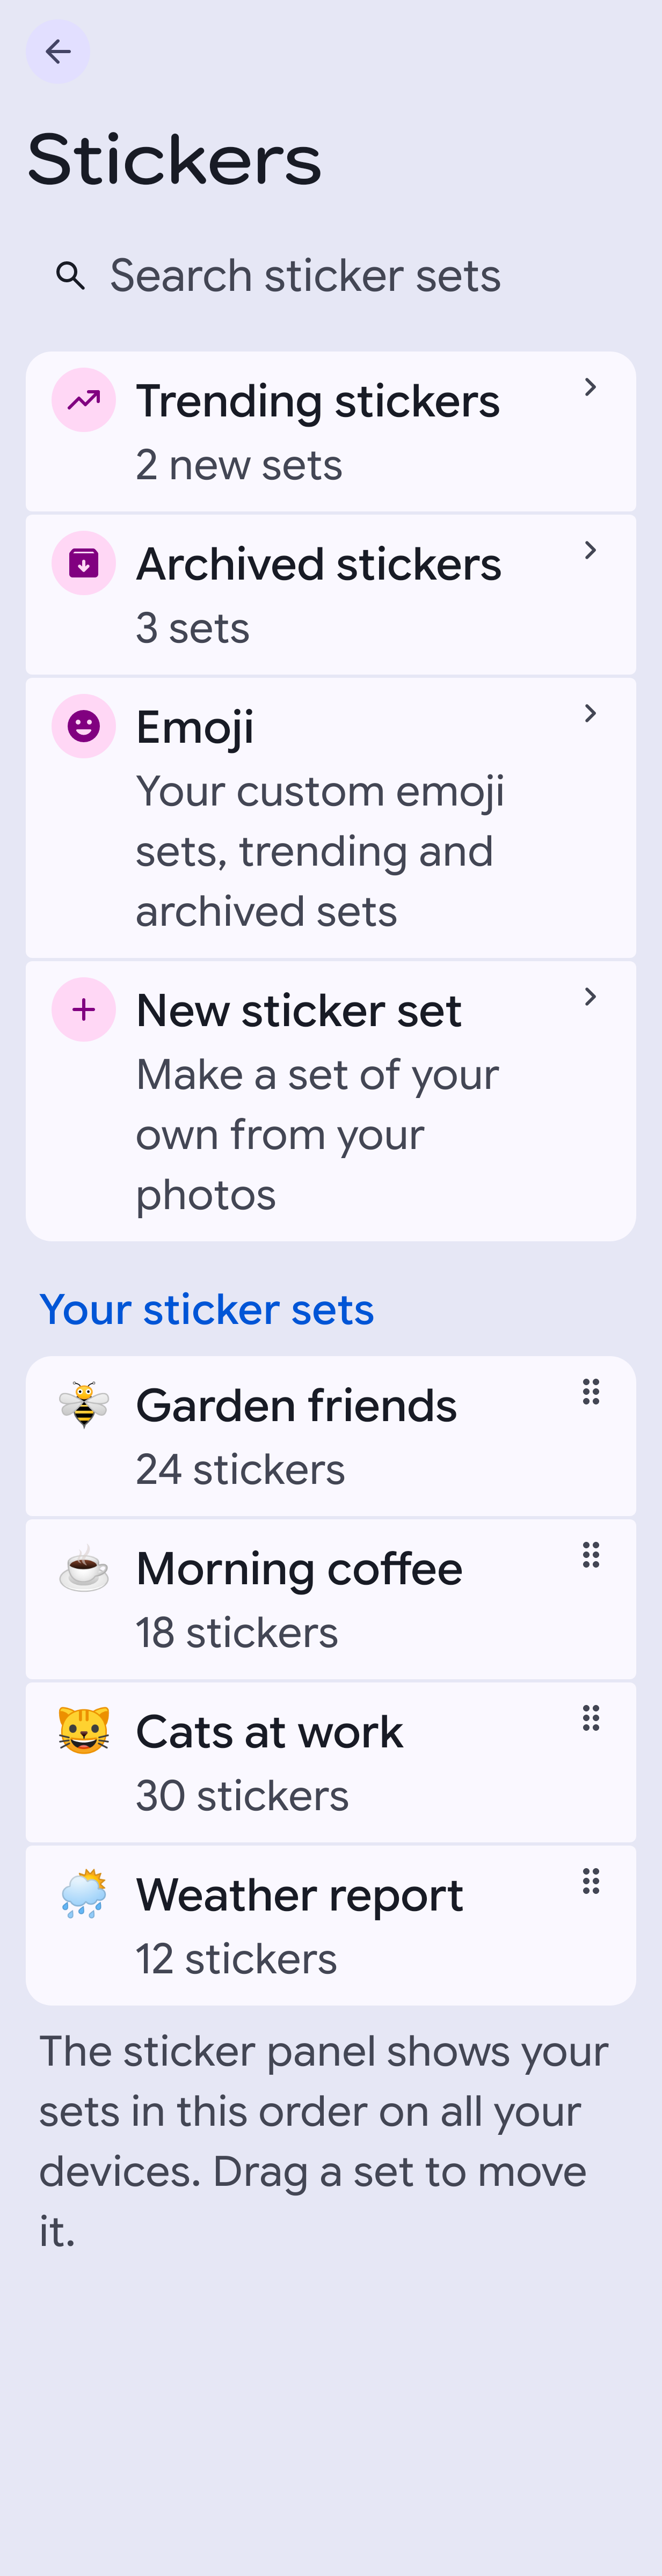 Stickers
Search sticker sets
Trending stickers
2 new sets
Archived stickers
3 sets
Emoji
Your custom emoji
sets, trending and
archived sets
New sticker set
Make a set of your
own from your
photos
Your sticker sets
Garden friends
24 stickers
Morning coffee
18 stickers
Cats at work
30 stickers
Weather report
12 stickers
The sticker panel shows your
sets in this order on all your
devices. Drag a set to move
it.